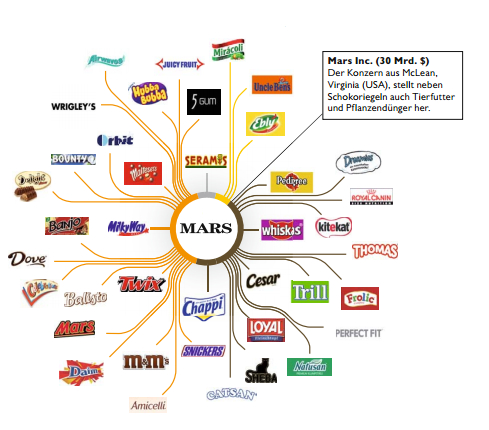 Mars Inc. (30 Mrd. $)
Der Konzern aus McLean,
Virginia (USA), stellt neben
Schokoriegeln auch Tierfutter
und Pflanzendünger her.
Airwaves
JUICY FRUIT
Mirácoli
Hubba
Bubba
5 GUM
Uncle Ben's
WRIGLEY'S
Ebly
Orbit
SERAMIS
BOUNTY
Maltesers
Dreamies
Pedigree
ROYAL CANIN
Banjo
MilkyWay
MARS
whiskas
kitekat
Dove
THOMAS
Celebrations
Balisto
Twix
Cesar
Trill
Frolic
Chappi
Mars
LOYAL
PERFECT FIT
m&m's
SNICKERS
Daim
SHEBA
Natusan
CATSAN
Amicelli